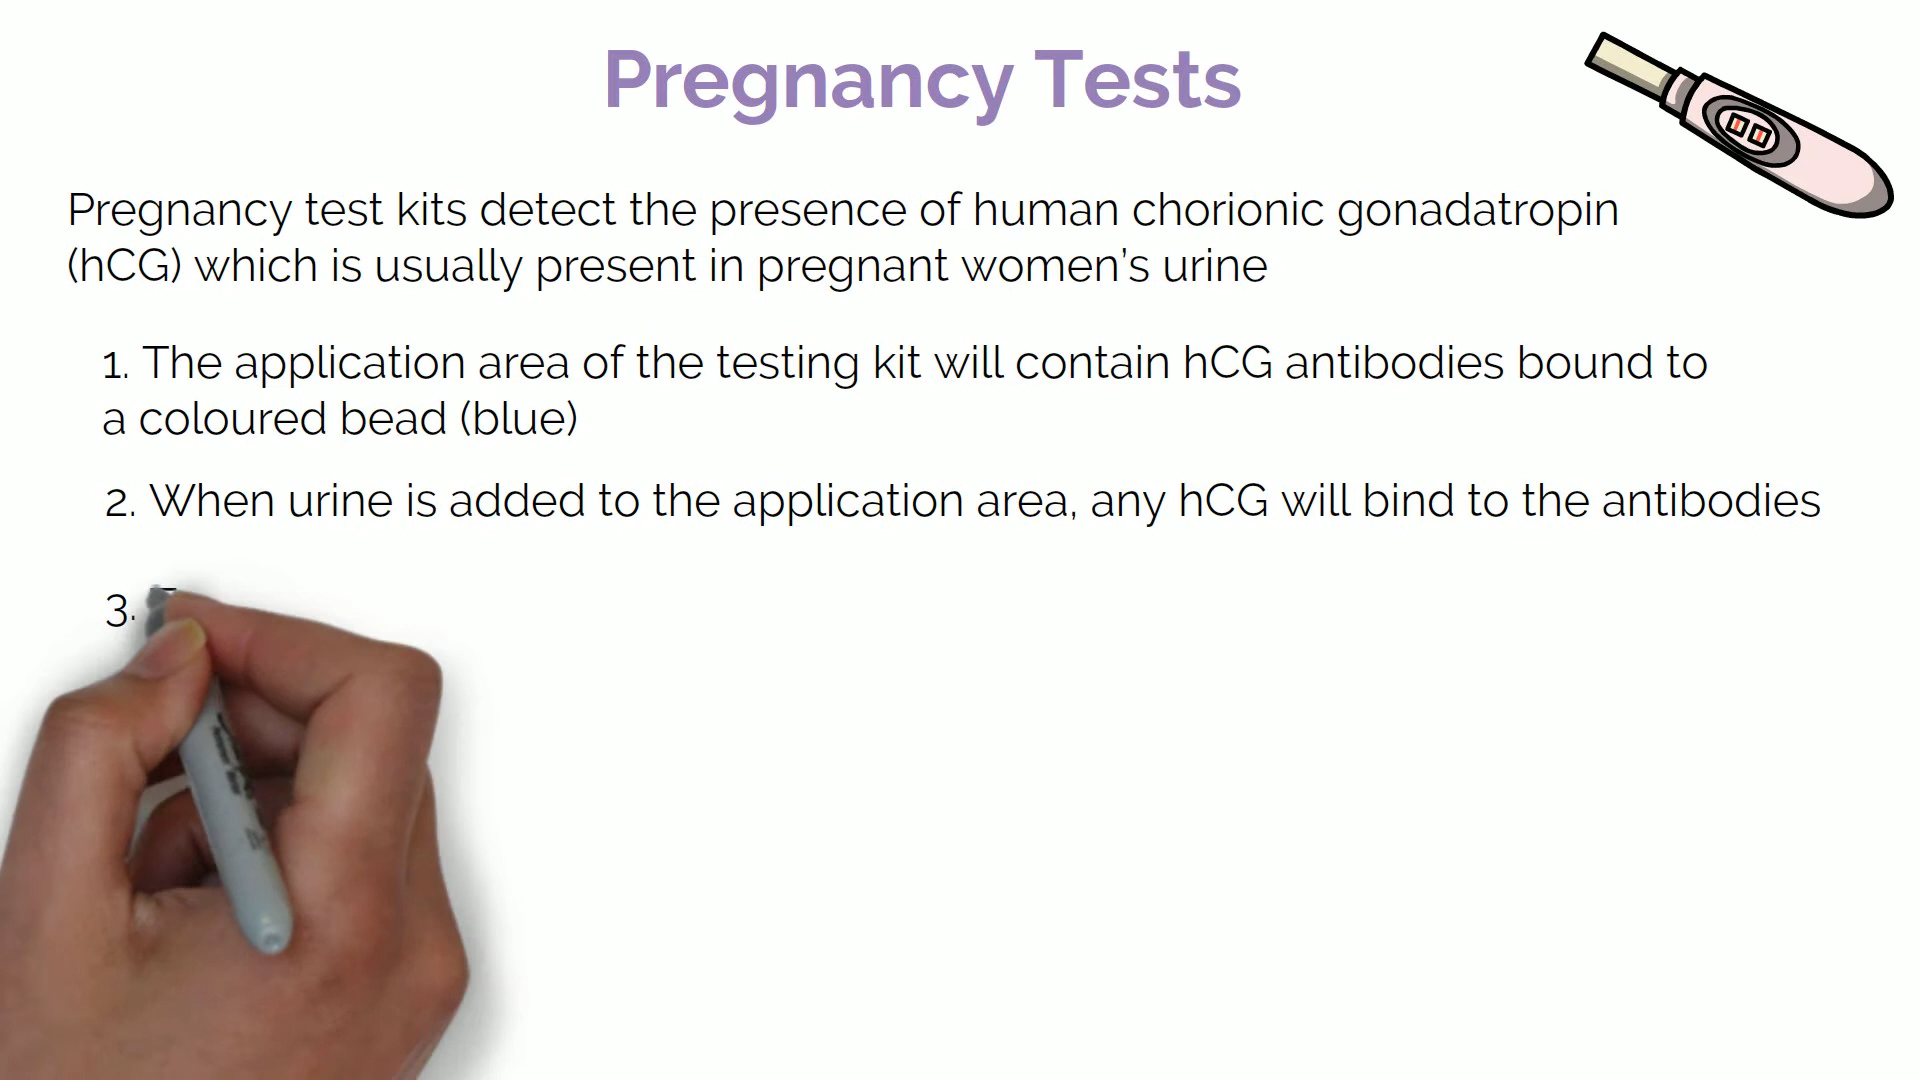 Pregnancy Tests
Pregnancy test kits detect the presence of human chorionic gonadatropin
(hCG) which is usually present in pregnant women’s urine
1. The application area of the testing kit will contain hCG antibodies bound to
a coloured bead (blue)
2. When urine is added to the application area, any hCG will bind to the antibodies
3.